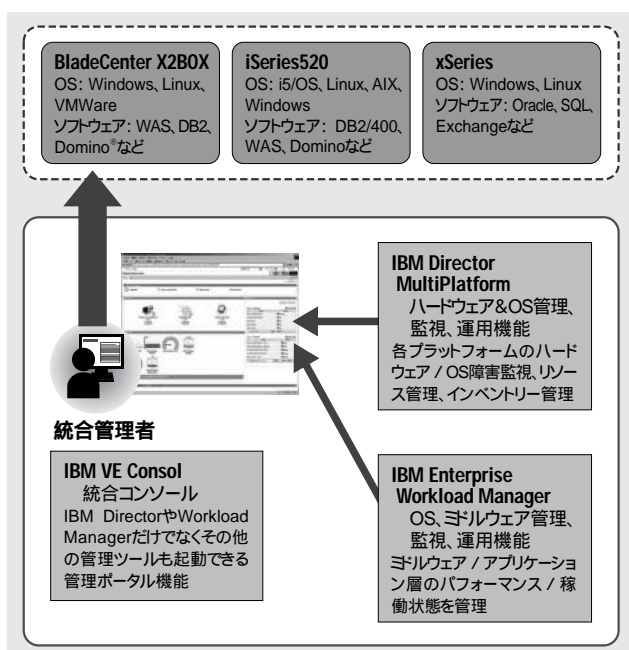 BladeCenter X2BOX
OS: Windows、Linux、
VMWare
ソフトウェア: WAS、DB2、
Domino®など
iSeries520
OS: i5/OS、Linux、AIX、
Windows
ソフトウェア: DB2/400、
WAS、Dominoなど
xSeries
OS: Windows、Linux
ソフトウェア: Oracle、SQL、
Exchangeなど
IBM Director
MultiPlatform
ハードウェア&OS管理、
監視、運用機能
各プラットフォームのハード
ウェア / OS障害監視、リソー
ス管理、インベントリー管理
統合管理者
IBM VE Consol
統合コンソール
IBM DirectorやWorkload
Managerだけでなくその他
の管理ツールも起動できる
管理ポータル機能
IBM Enterprise
Workload Manager
OS、ミドルウェア管理、
監視、運用機能
ミドルウェア / アプリケーショ
ン層のパフォーマンス / 稼
働状態を管理